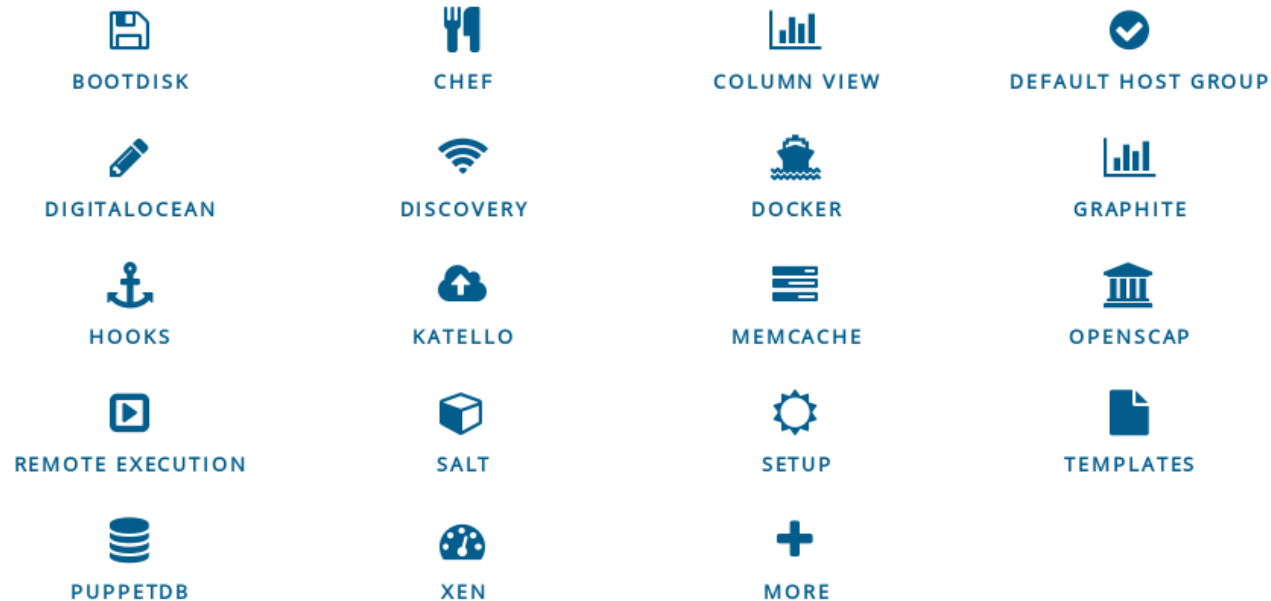 BOOTDISK
CHEF
COLUMN VIEW
DEFAULT HOST GROUP
DIGITALOCEAN
DISCOVERY
DOCKER
GRAPHITE
HOOKS
KATELLO
MEMCACHE
OPENSCAP
REMOTE EXECUTION
SALT
SETUP
TEMPLATES
PUPPETDB
XEN
MORE